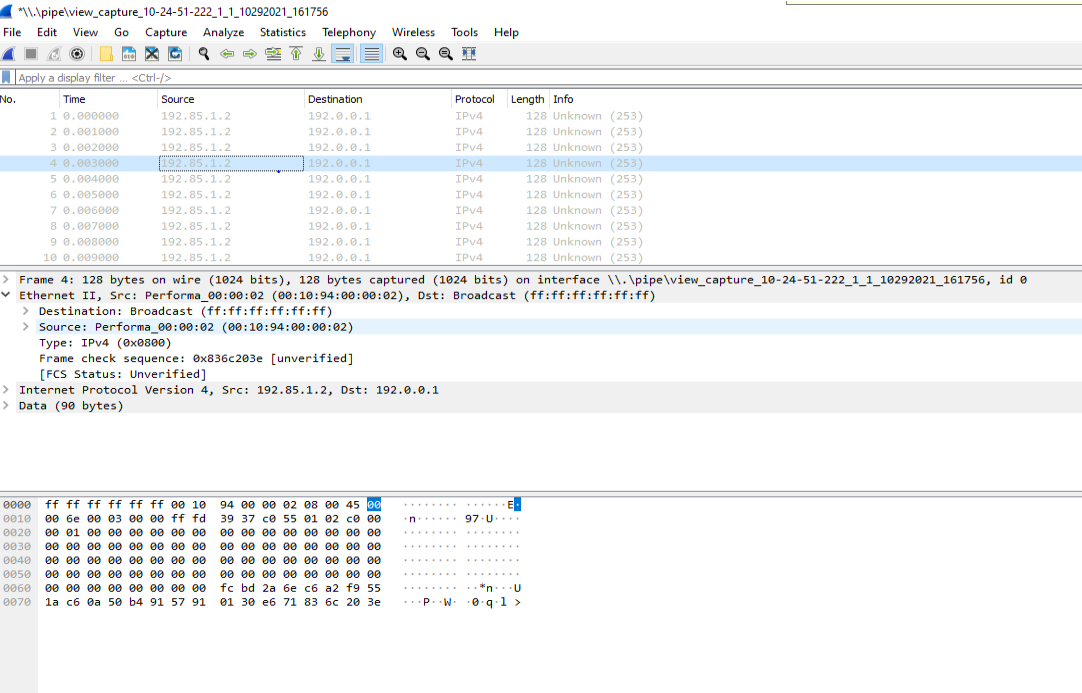 *\\.\pipe\view_capture_10-24-51-222_1_1_10292021_161756
File Edit View Go Capture Analyze Statistics Telephony Wireless Tools Help
Apply a display filter ... <Ctrl-/>
No. Time Source Destination Protocol Length Info
1 0.000000 192.85.1.2 192.0.0.1 IPv4 128 Unknown (253)
2 0.001000 192.85.1.2 192.0.0.1 IPv4 128 Unknown (253)
3 0.002000 192.85.1.2 192.0.0.1 IPv4 128 Unknown (253)
4 0.003000 192.85.1.2 192.0.0.1 IPv4 128 Unknown (253)
5 0.004000 192.85.1.2 192.0.0.1 IPv4 128 Unknown (253)
6 0.005000 192.85.1.2 192.0.0.1 IPv4 128 Unknown (253)
7 0.006000 192.85.1.2 192.0.0.1 IPv4 128 Unknown (253)
8 0.007000 192.85.1.2 192.0.0.1 IPv4 128 Unknown (253)
9 0.008000 192.85.1.2 192.0.0.1 IPv4 128 Unknown (253)
10 0.009000 192.85.1.2 192.0.0.1 IPv4 128 Unknown (253)
Frame 4: 128 bytes on wire (1024 bits), 128 bytes captured (1024 bits) on interface \\.\pipe\view_capture_10-24-51-222_1_1_10292021_161756, id 0
Ethernet II, Src: Performa_00:00:02 (00:10:94:00:00:02), Dst: Broadcast (ff:ff:ff:ff:ff:ff)
Destination: Broadcast (ff:ff:ff:ff:ff:ff)
Source: Performa_00:00:02 (00:10:94:00:00:02)
Type: IPv4 (0x0800)
Frame check sequence: 0x836c203e [unverified]
[FCS Status: Unverified]
Internet Protocol Version 4, Src: 192.85.1.2, Dst: 192.0.0.1
Data (90 bytes)
0000 ff ff ff ff ff ff 00 10 94 00 00 02 08 00 45 00 ········ ······E·
0010 00 6e 00 03 00 00 ff fd 39 37 c0 55 01 02 c0 00 ·n······ 97·U····
0020 00 01 00 00 00 00 00 00 00 00 00 00 00 00 00 00 ········ ········
0030 00 00 00 00 00 00 00 00 00 00 00 00 00 00 00 00 ········ ········
0040 00 00 00 00 00 00 00 00 00 00 00 00 00 00 00 00 ········ ········
0050 00 00 00 00 00 00 00 00 00 00 00 00 00 00 00 00 ········ ········
0060 00 00 00 00 00 00 00 00 fc bd 2a 6e c6 a2 f9 55 ········ ··*n···U
0070 1a c6 0a 50 b4 91 57 91 01 30 e6 71 83 6c 20 3e ···P··W· ·0·q·l >